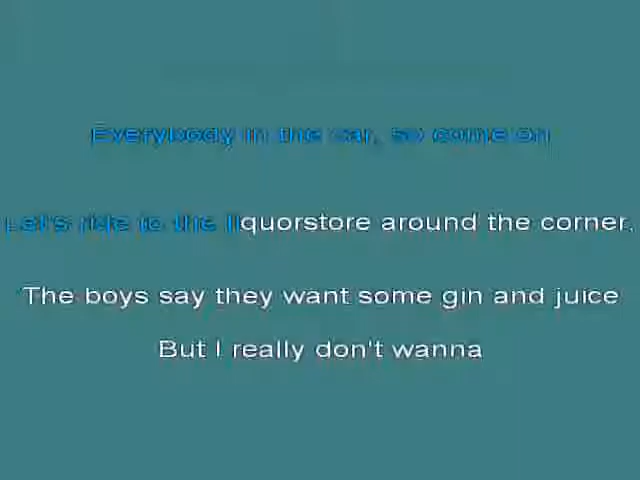 Everybody in the car, so come on
Let's ride to the liquorstore around the corner.
The boys say they want some gin and juice
But I really don't wanna